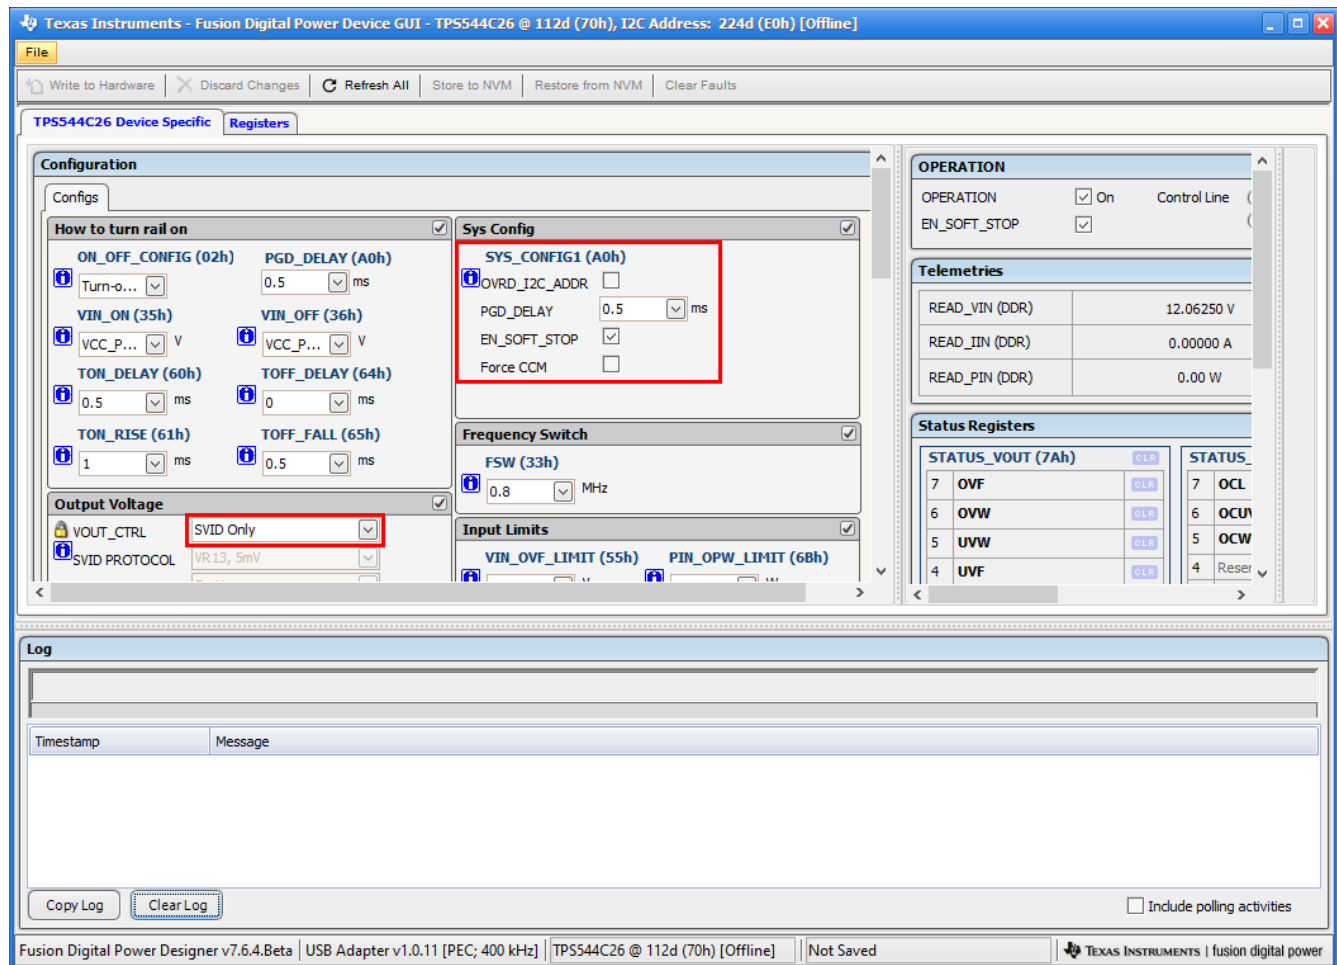 Texas Instruments - Fusion Digital Power Device GUI - TPS544C26 @ 112d (70h), I2C Address: 224d (E0h) [Offline]
File
Write to Hardware Discard Changes Refresh All Store to NVM Restore from NVM Clear Faults
TPS544C26 Device Specific Registers
Configuration
Configs
How to turn rail on
ON_OFF_CONFIG (02h) PGD_DELAY (A0h)
Turn-o... 0.5 ms
VIN_ON (35h) VIN_OFF (36h)
VCC_P... V VCC_P... V
TON_DELAY (60h) TOFF_DELAY (64h)
0.5 ms 0 ms
TON_RISE (61h) TOFF_FALL (65h)
1 ms 0.5 ms
Output Voltage
VOUT_CTRL SVID Only
SVID PROTOCOL VR13, 5mV
Sys Config
SYS_CONFIG1 (A0h)
OVRD_I2C_ADDR
PGD_DELAY 0.5 ms
EN_SOFT_STOP
Force CCM
Frequency Switch
FSW (33h)
0.8 MHz
Input Limits
VIN_OVF_LIMIT (55h) PIN_OPW_LIMIT (6Bh)
OPERATION
OPERATION On Control Line (
EN_SOFT_STOP (
Telemetries
READ_VIN (DDR) 12.06250 V
READ_IIN (DDR) 0.00000 A
READ_PIN (DDR) 0.00 W
Status Registers
STATUS_VOUT (7Ah) CLR STATUS_
7 OVF CLR 7 OCL
6 OVW CLR 6 OCUV
5 UVW CLR 5 OCW
4 UVF CLR 4 Reser
Log
Timestamp Message
Copy Log Clear Log Include polling activities
Fusion Digital Power Designer v7.6.4.Beta USB Adapter v1.0.11 [PEC; 400 kHz] TPS544C26 @ 112d (70h) [Offline] Not Saved TEXAS INSTRUMENTS | fusion digital power